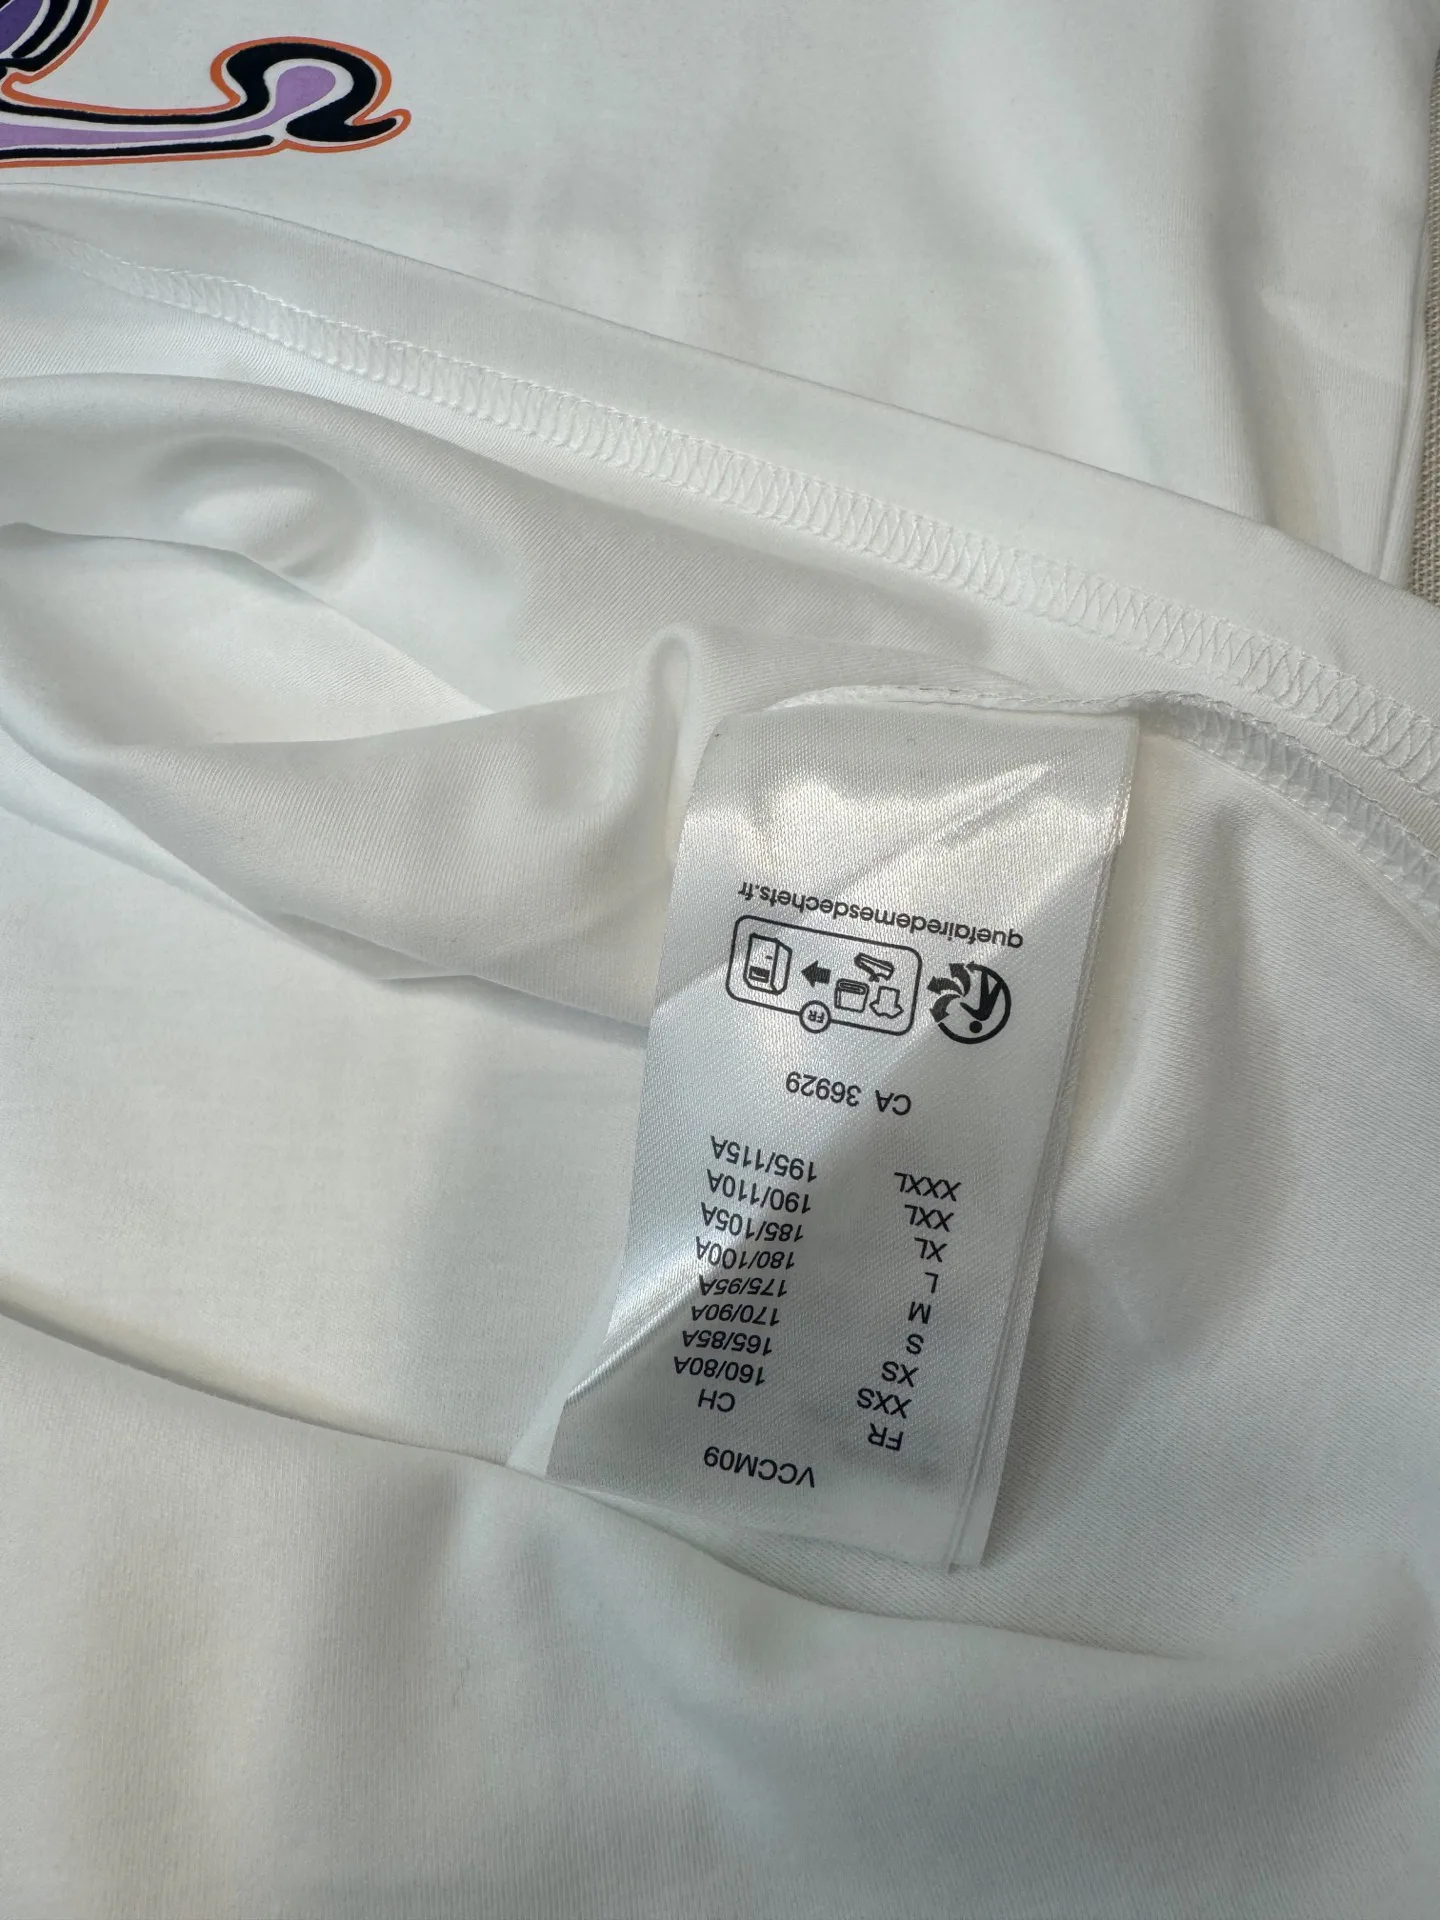 VCCM09
FR CH
XXS 160/80A
XS 165/85A
S 170/90A
M 175/95A
L 180/100A
XL 185/105A
XXL 190/110A
XXXL 195/115A
CA 36929
FR
quefairedemesdechets.fr